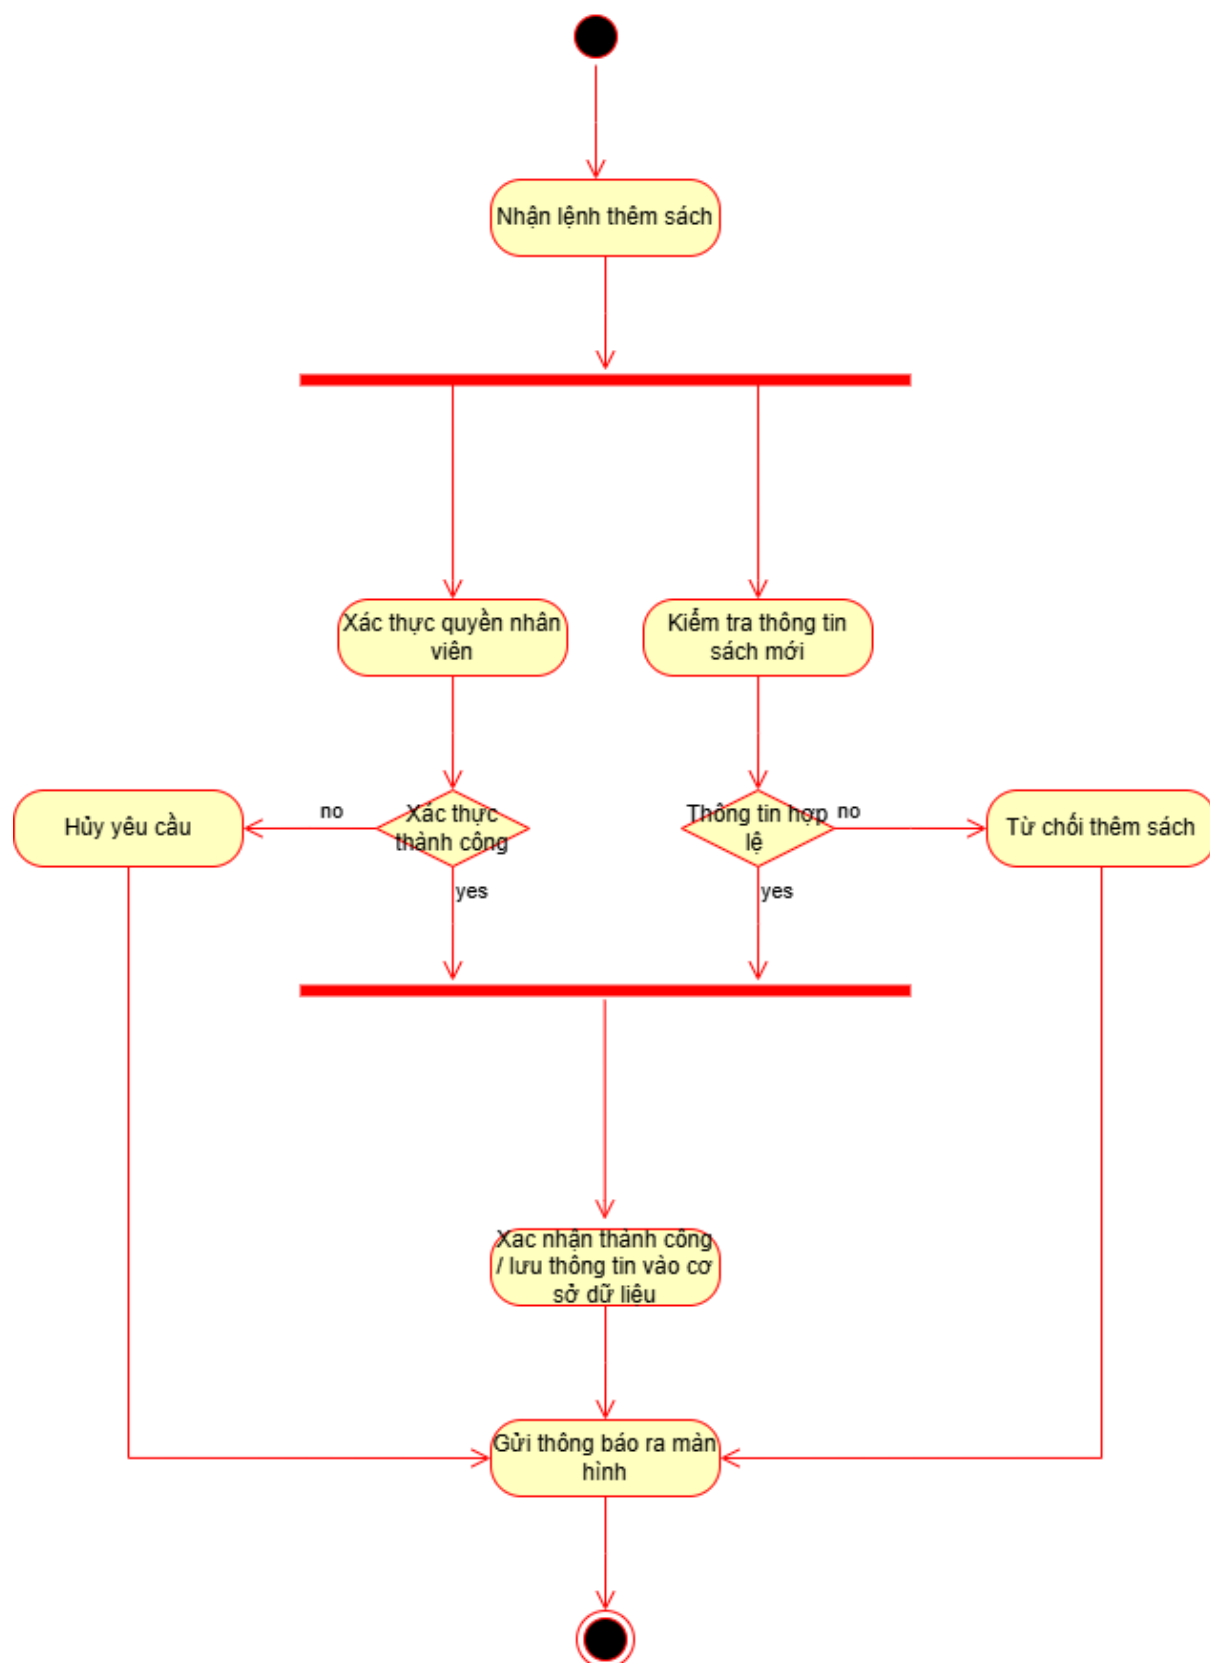 Nhận lệnh thêm sách
Xác thực quyền nhân
viên
Kiểm tra thông tin
sách mới
Hủy yêu cầu
no
Xác thực
thành công
Thông tin hợp
lệ
no
Từ chối thêm sách
yes
yes
Xac nhận thành công
/ lưu thông tin vào cơ
sở dữ liệu
Gửi thông báo ra màn
hình